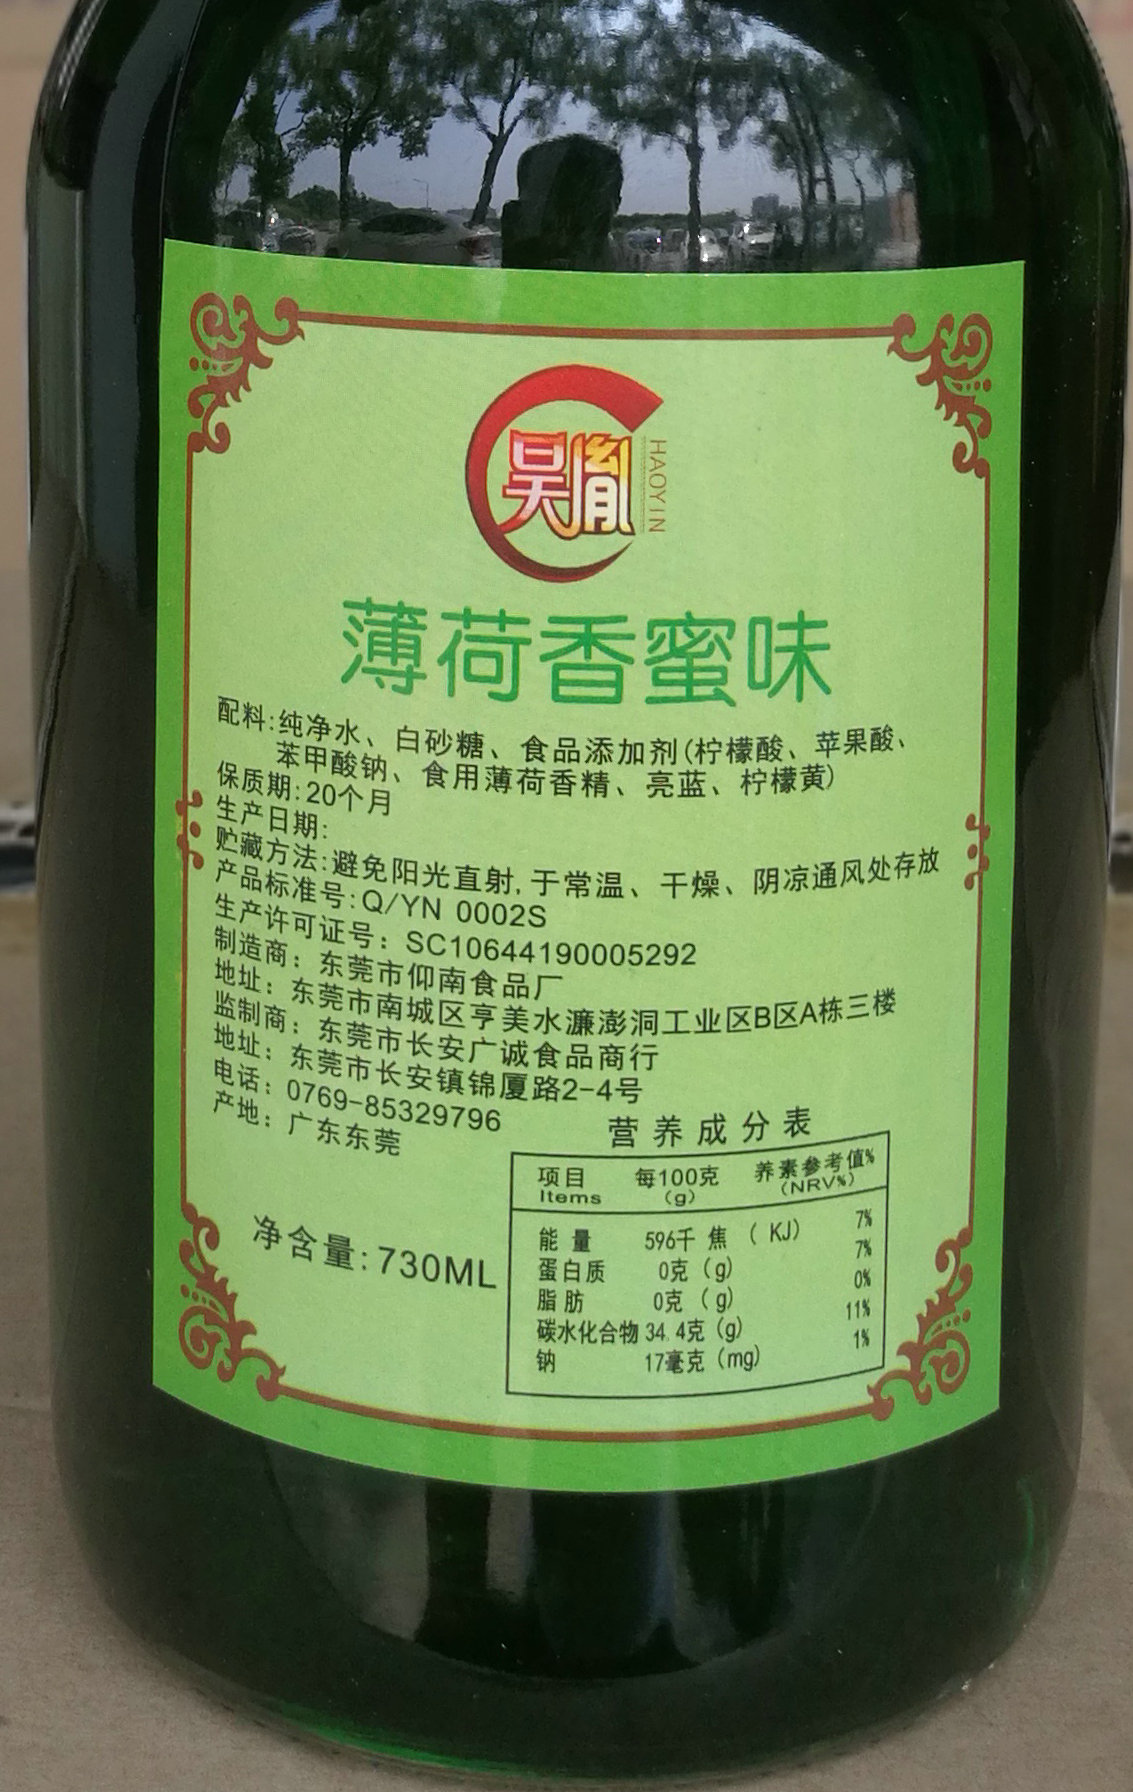 昊胤
HAOYIN
薄荷香蜜味
配料:纯净水、白砂糖、食品添加剂(柠檬酸、苹果酸、
苯甲酸钠、食用薄荷香精、亮蓝、柠檬黄)
保质期:20个月
生产日期:
贮藏方法:避免阳光直射,于常温、干燥、阴凉通风处存放
产品标准号:Q/YN 0002S
生产许可证号：SC10644190005292
制造商：东莞市仰南食品厂
地址：东莞市南城区亨美水濂澎洞工业区B区A栋三楼
监制商：东莞市长安广诚食品商行
地址：东莞市长安镇锦厦路2-4号
电话：0769-85329796
产地：广东东莞
净含量:730ML
营养成分表
项目 每100克 养素参考值%
Items (g) (NRV%)
能量 596千焦 (KJ) 7%
蛋白质 0克(g) 7%
脂肪 0克(g) 0%
碳水化合物 34.4克(g) 11%
钠 17毫克(mg) 1%